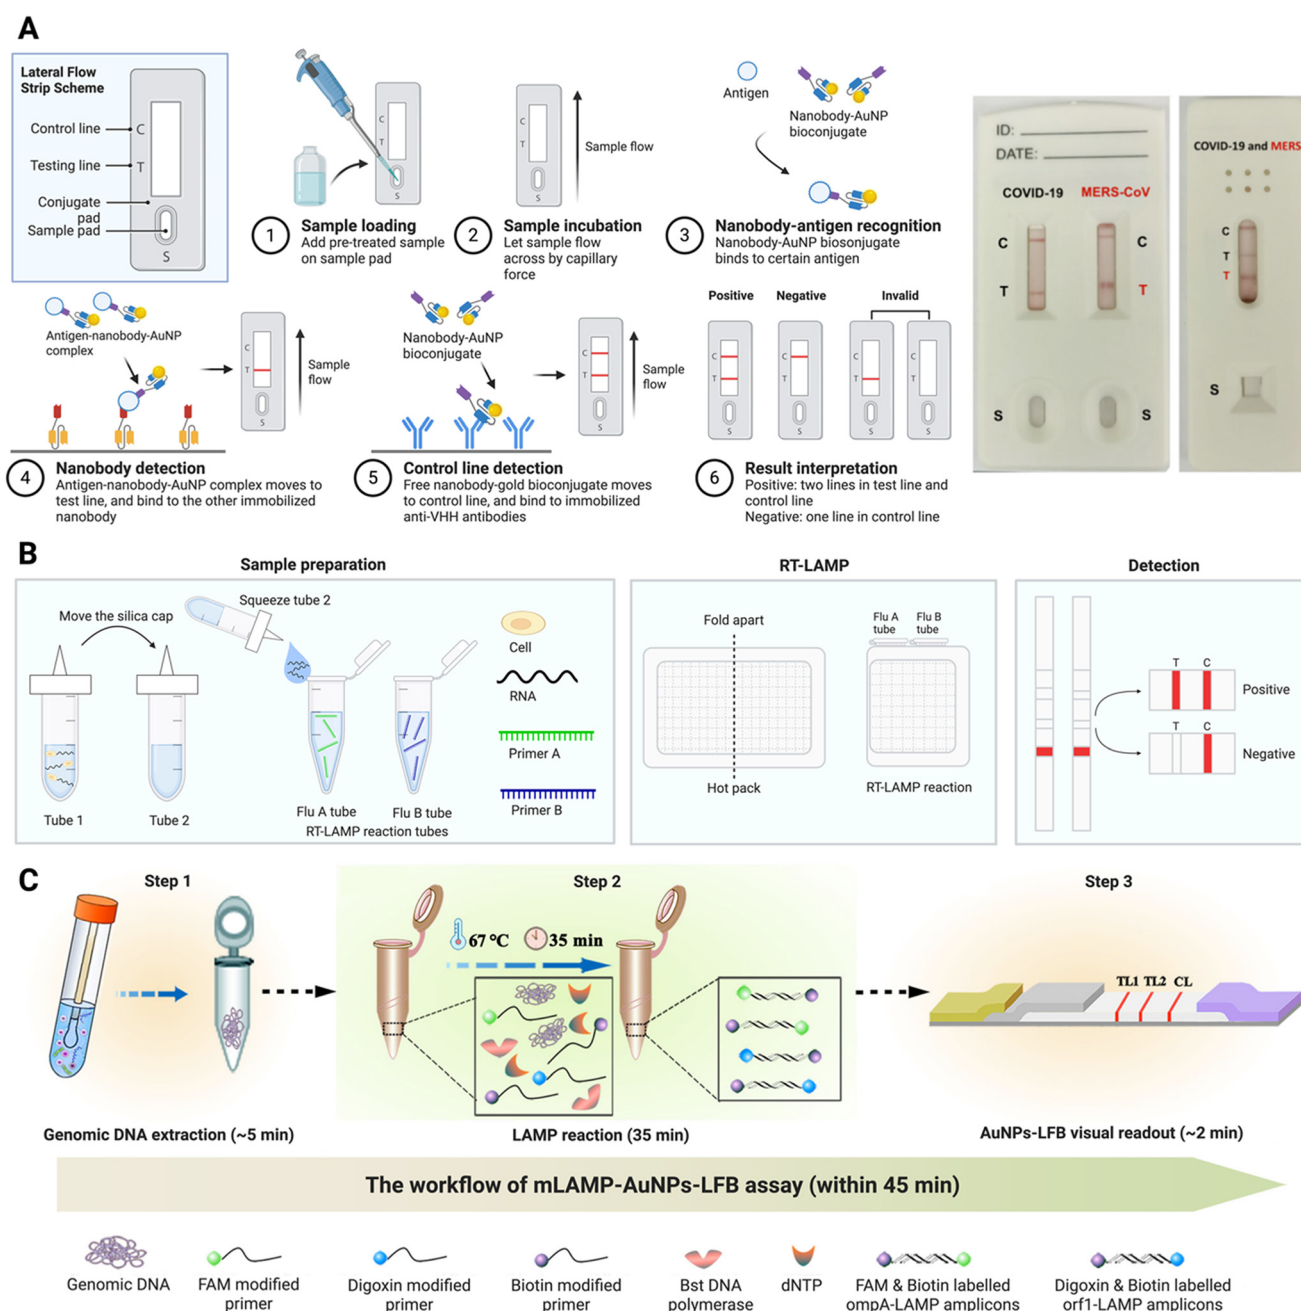 A
Lateral Flow
Strip Scheme
Control line
Testing line
Conjugate
pad
Sample pad
C
T
S
C
T
S
1
Sample loading
Add pre-treated sample
on sample pad
C
T
S
Sample flow
2
Sample incubation
Let sample flow
across by capillary
force
Antigen
Nanobody-AuNP
bioconjugate
3
Nanobody-antigen recognition
Nanobody-AuNP biosonjugate
binds to certain antigen
Antigen-nanobody-AuNP
complex
C
T
S
Sample
flow
4
Nanobody detection
Antigen-nanobody-AuNP complex moves to
test line, and bind to the other immobilized
nanobody
Nanobody-AuNP
bioconjugate
C
T
S
Sample
flow
5
Control line detection
Free nanobody-gold bioconjugate moves
to control line, and bind to immobilized
anti-VHH antibodies
Positive
Negative
Invalid
C
T
S
C
T
S
C
T
S
C
T
S
6
Result interpretation
Positive: two lines in test line and
control line
Negative: one line in control line
ID:
DATE:
COVID-19 MERS-CoV
C C
T T
S S
COVID-19 and MERS
C
T
T
S
B
Sample preparation
Move the silica cap
Squeeze tube 2
Tube 1
Tube 2
Flu A tube
Flu B tube
RT-LAMP reaction tubes
Cell
RNA
Primer A
Primer B
RT-LAMP
Fold apart
Hot pack
Flu A
tube
Flu B
tube
RT-LAMP reaction
Detection
T C
Positive
T C
Negative
C
Step 1
Genomic DNA extraction (~5 min)
Step 2
67 °C
35 min
LAMP reaction (35 min)
Step 3
TL1 TL2 CL
AuNPs-LFB visual readout (~2 min)
The workflow of mLAMP-AuNPs-LFB assay (within 45 min)
Genomic DNA
FAM modified
primer
Digoxin modified
primer
Biotin modified
primer
Bst DNA
polymerase
dNTP
FAM & Biotin labelled
ompA-LAMP amplicons
Digoxin & Biotin labelled
orf1-LAMP amplicons